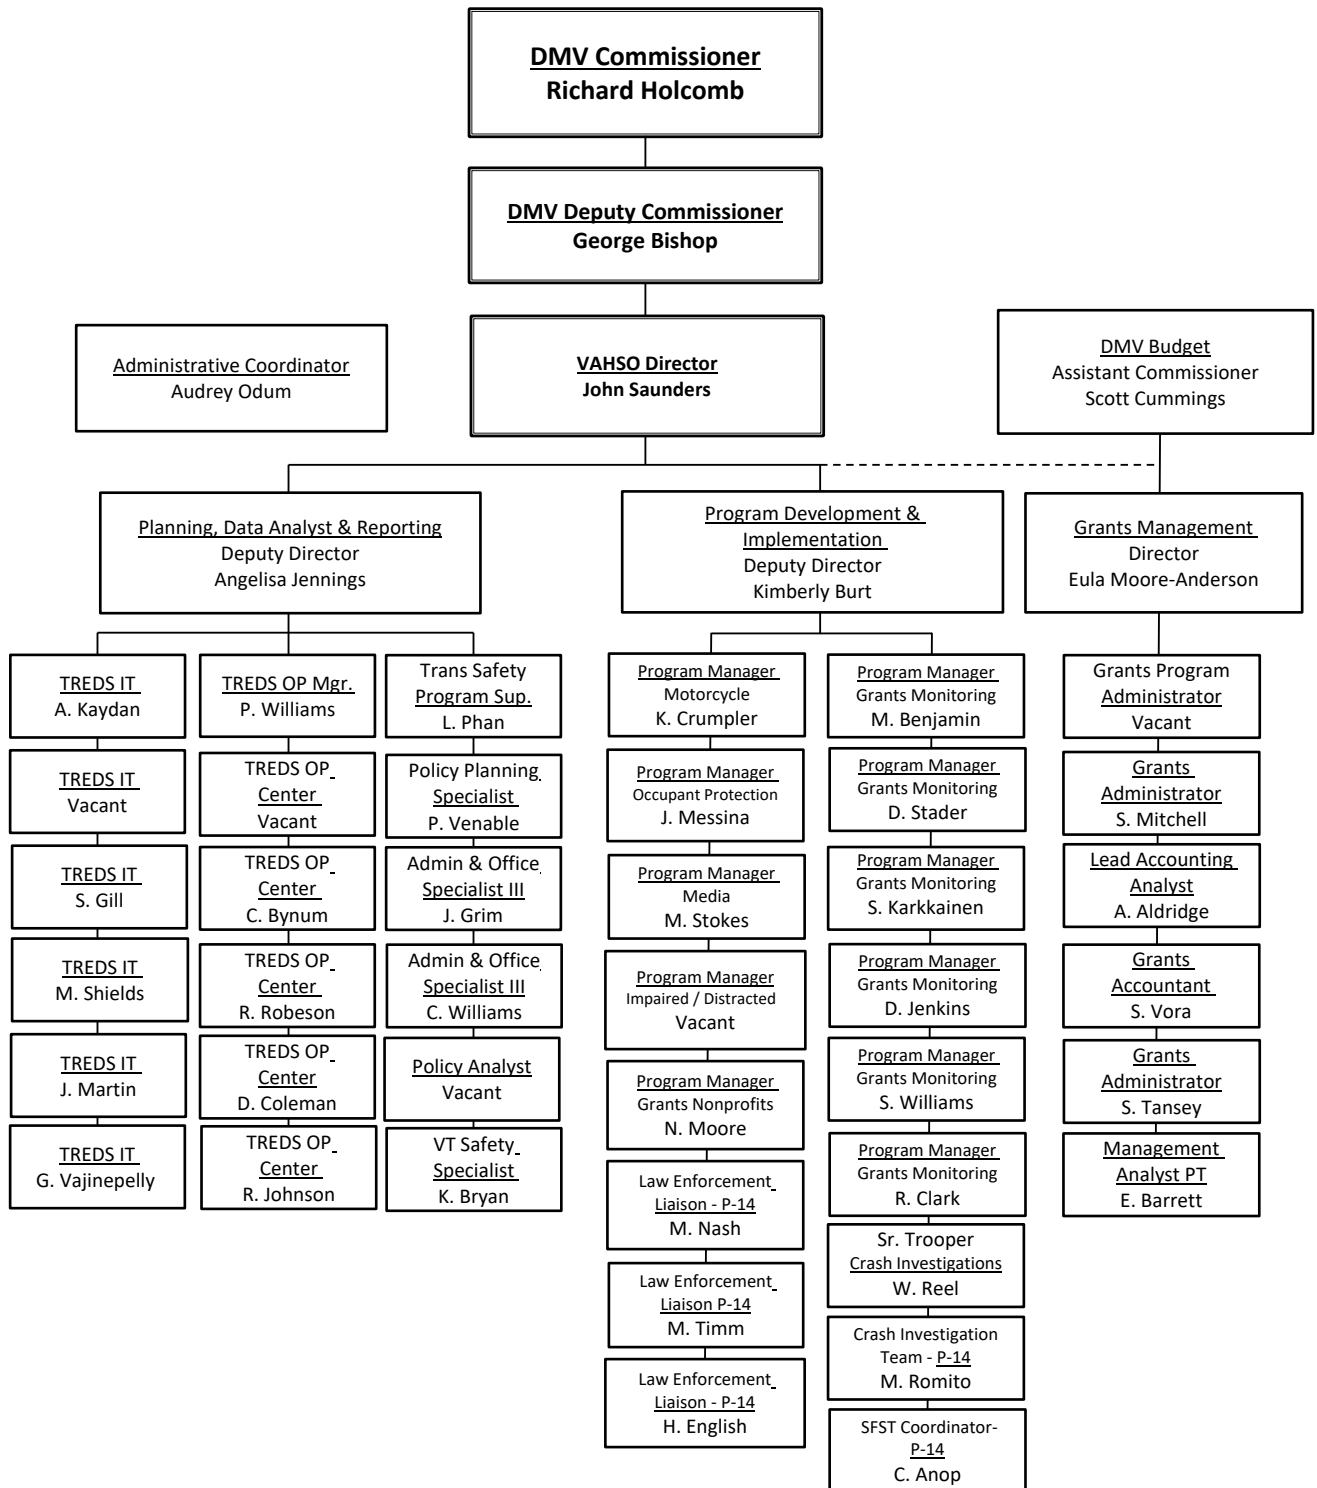 DMV Commissioner
Richard Holcomb
DMV Deputy Commissioner
George Bishop
Administrative Coordinator
Audrey Odum
VAHSO Director
John Saunders
DMV Budget
Assistant Commissioner
Scott Cummings
Planning, Data Analyst & Reporting
Deputy Director
Angelisa Jennings
Program Development &
Implementation
Deputy Director
Kimberly Burt
Grants Management
Director
Eula Moore-Anderson
TREDS IT
A. Kaydan
TREDS IT
Vacant
TREDS IT
S. Gill
TREDS IT
M. Shields
TREDS IT
J. Martin
TREDS IT
G. Vajinepelly
TREDS OP Mgr.
P. Williams
TREDS OP
Center
Vacant
TREDS OP
Center
C. Bynum
TREDS OP
Center
R. Robeson
TREDS OP
Center
D. Coleman
TREDS OP
Center
R. Johnson
Trans Safety
Program Sup.
L. Phan
Policy Planning
Specialist
P. Venable
Admin & Office
Specialist III
J. Grim
Admin & Office
Specialist III
C. Williams
Policy Analyst
Vacant
VT Safety
Specialist
K. Bryan
Program Manager
Motorcycle
K. Crumpler
Program Manager
Occupant Protection
J. Messina
Program Manager
Media
M. Stokes
Program Manager
Impaired / Distracted
Vacant
Program Manager
Grants Nonprofits
N. Moore
Law Enforcement
Liaison - P-14
M. Nash
Law Enforcement
Liaison P-14
M. Timm
Law Enforcement
Liaison - P-14
H. English
Program Manager
Grants Monitoring
M. Benjamin
Program Manager
Grants Monitoring
D. Stader
Program Manager
Grants Monitoring
S. Karkkainen
Program Manager
Grants Monitoring
D. Jenkins
Program Manager
Grants Monitoring
S. Williams
Program Manager
Grants Monitoring
R. Clark
Sr. Trooper
Crash Investigations
W. Reel
Crash Investigation
Team - P-14
M. Romito
SFST Coordinator-
P-14
C. Anop
Grants Program
Administrator
Vacant
Grants
Administrator
S. Mitchell
Lead Accounting
Analyst
A. Aldridge
Grants
Accountant
S. Vora
Grants
Administrator
S. Tansey
Management
Analyst PT
E. Barrett